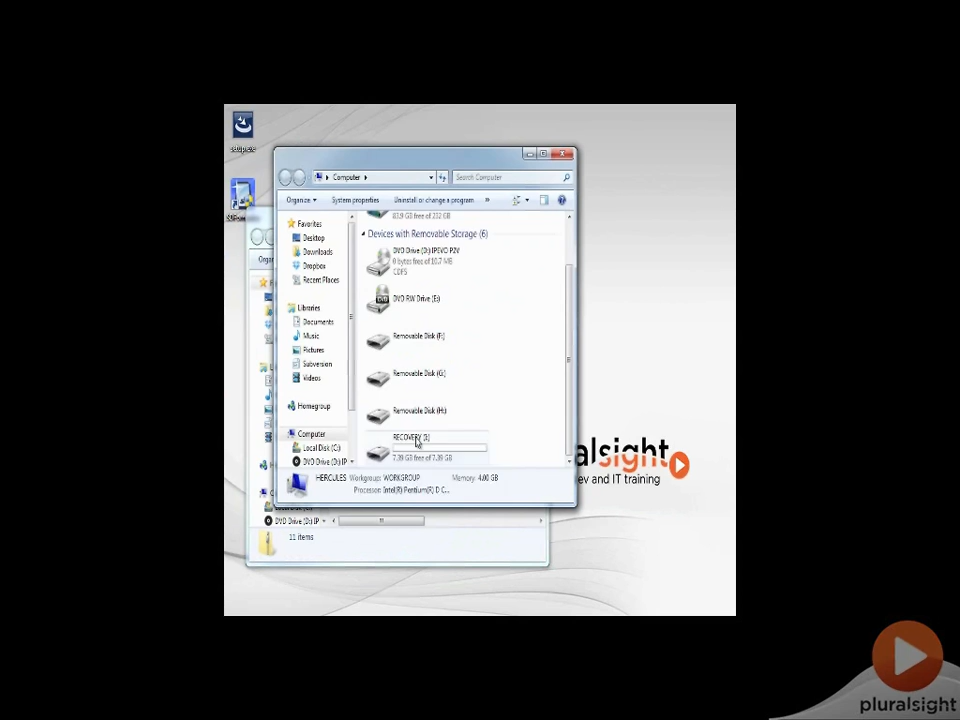 setup.exe
Computer
Search Computer
Organize
System properties
Uninstall or change a program
»
Favorites
Desktop
Downloads
Dropbox
Recent Places
Libraries
Documents
Music
Pictures
Subversion
Videos
Homegroup
Computer
Local Disk (C:)
DVD Drive (D:) IP
83.9 GB free of 232 GB
Devices with Removable Storage (6)
DVD Drive (D:) IPEVO P2V
0 bytes free of 10.7 MB
CDFS
DVD RW Drive (E:)
Removable Disk (F:)
Removable Disk (G:)
Removable Disk (H:)
RECOVERY (I:)
7.39 GB free of 7.39 GB
HERCULES
Workgroup: WORKGROUP
Memory: 4.00 GB
Processor: Intel(R) Pentium(R) D C...
DVD Drive (D:) IP
11 items
alsight
ev and IT training
pluralsight